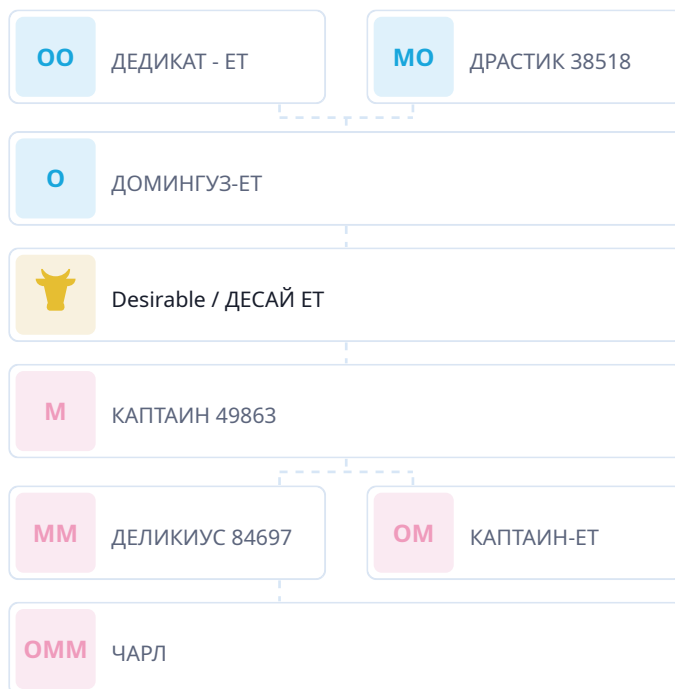 ОО ДЕДИКАТ - ЕТ МО ДРАСТИК 38518
О ДОМИНГУЗ-ЕТ
Desirable / ДЕСАЙ ЕТ
М КАПТАИН 49863
ММ ДЕЛИКИУС 84697 ОМ КАПТАИН-ЕТ
ОММ ЧАРЛ